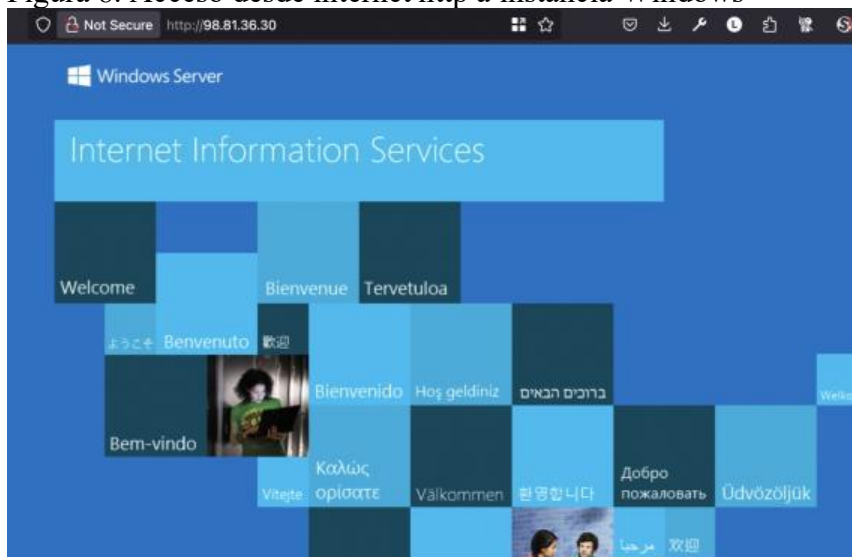 Figura 8. Acceso desde internet http a instancia Windows
Not Secure http://98.81.36.30
Windows Server
Internet Information Services
Welcome
Bienvenue
Tervetuloa
ようこそ
Benvenuto
歡迎
Bienvenido
Hoş geldiniz
ברוכים הבאים
Welko
Bem-vindo
Vítejte
Καλώς
ορίσατε
Välkommen
환영합니다
Добро
пожаловать
Üdvözöljük
مرحبا
欢迎